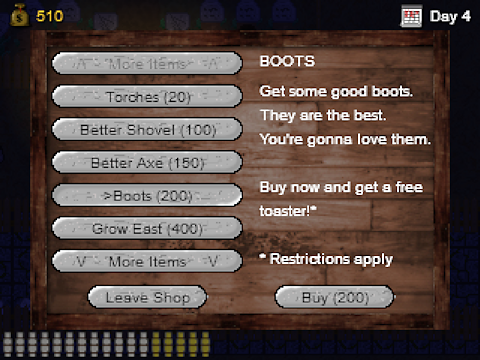 510
Day 4
^ More Items ^
Torches (20)
Better Shovel (100)
Better Axe (150)
>Boots (200)
Grow East (400)
V More Items V
Leave Shop
BOOTS
Get some good boots.
They are the best.
You're gonna love them.
Buy now and get a free
toaster!*
* Restrictions apply
Buy (200)